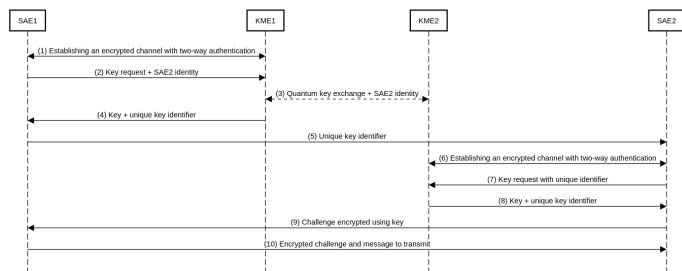 SAE1
KME1
KME2
SAE2
(1) Establishing an encrypted channel with two-way authentication
(2) Key request + SAE2 identity
(3) Quantum key exchange + SAE2 identity
(4) Key + unique key identifier
(5) Unique key identifier
(6) Establishing an encrypted channel with two-way authentication
(7) Key request with unique identifier
(8) Key + unique key identifier
(9) Challenge encrypted using key
(10) Encrypted challenge and message to transmit